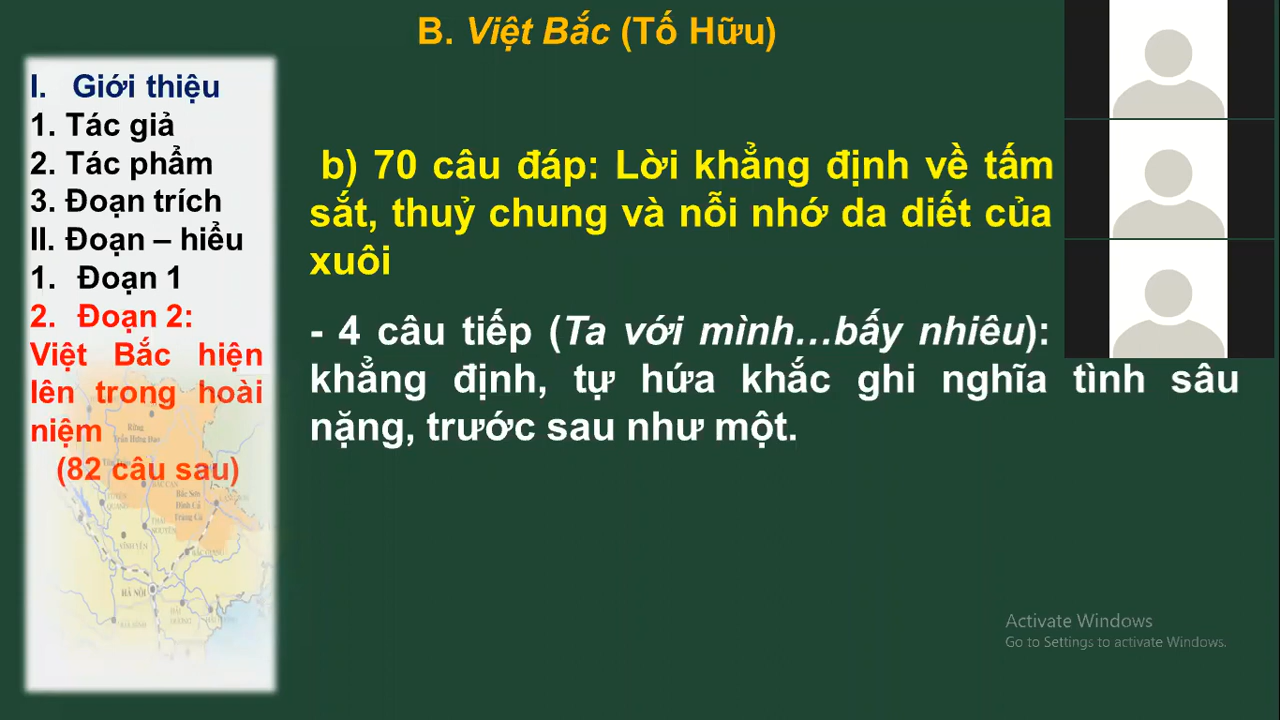 B. Việt Bắc (Tố Hữu)
I. Giới thiệu
1. Tác giả
2. Tác phẩm
3. Đoạn trích
II. Đoạn – hiểu
1. Đoạn 1
2. Đoạn 2:
Việt Bắc hiện
lên trong hoài
niệm
(82 câu sau)
b) 70 câu đáp: Lời khẳng định về tấm
sắt, thuỷ chung và nỗi nhớ da diết của
xuôi
- 4 câu tiếp (Ta với mình...bấy nhiêu):
khẳng định, tự hứa khắc ghi nghĩa tình sâu
nặng, trước sau như một.
HÀ NỘI
Activate Windows
Go to Settings to activate Windows.